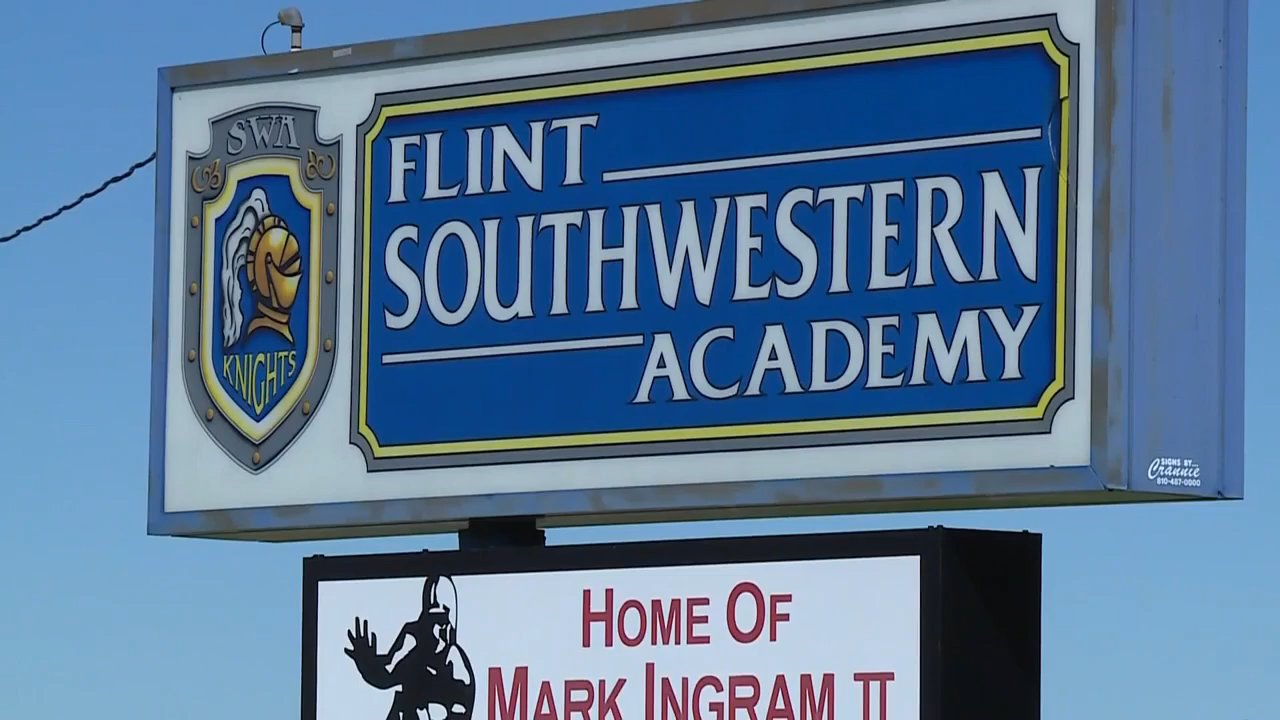 SWA
KNIGHTS
FLINT
SOUTHWESTERN
ACADEMY
SIGNS BY...
Crannie
810-487-0000
HOME OF
MARK INGRAM II